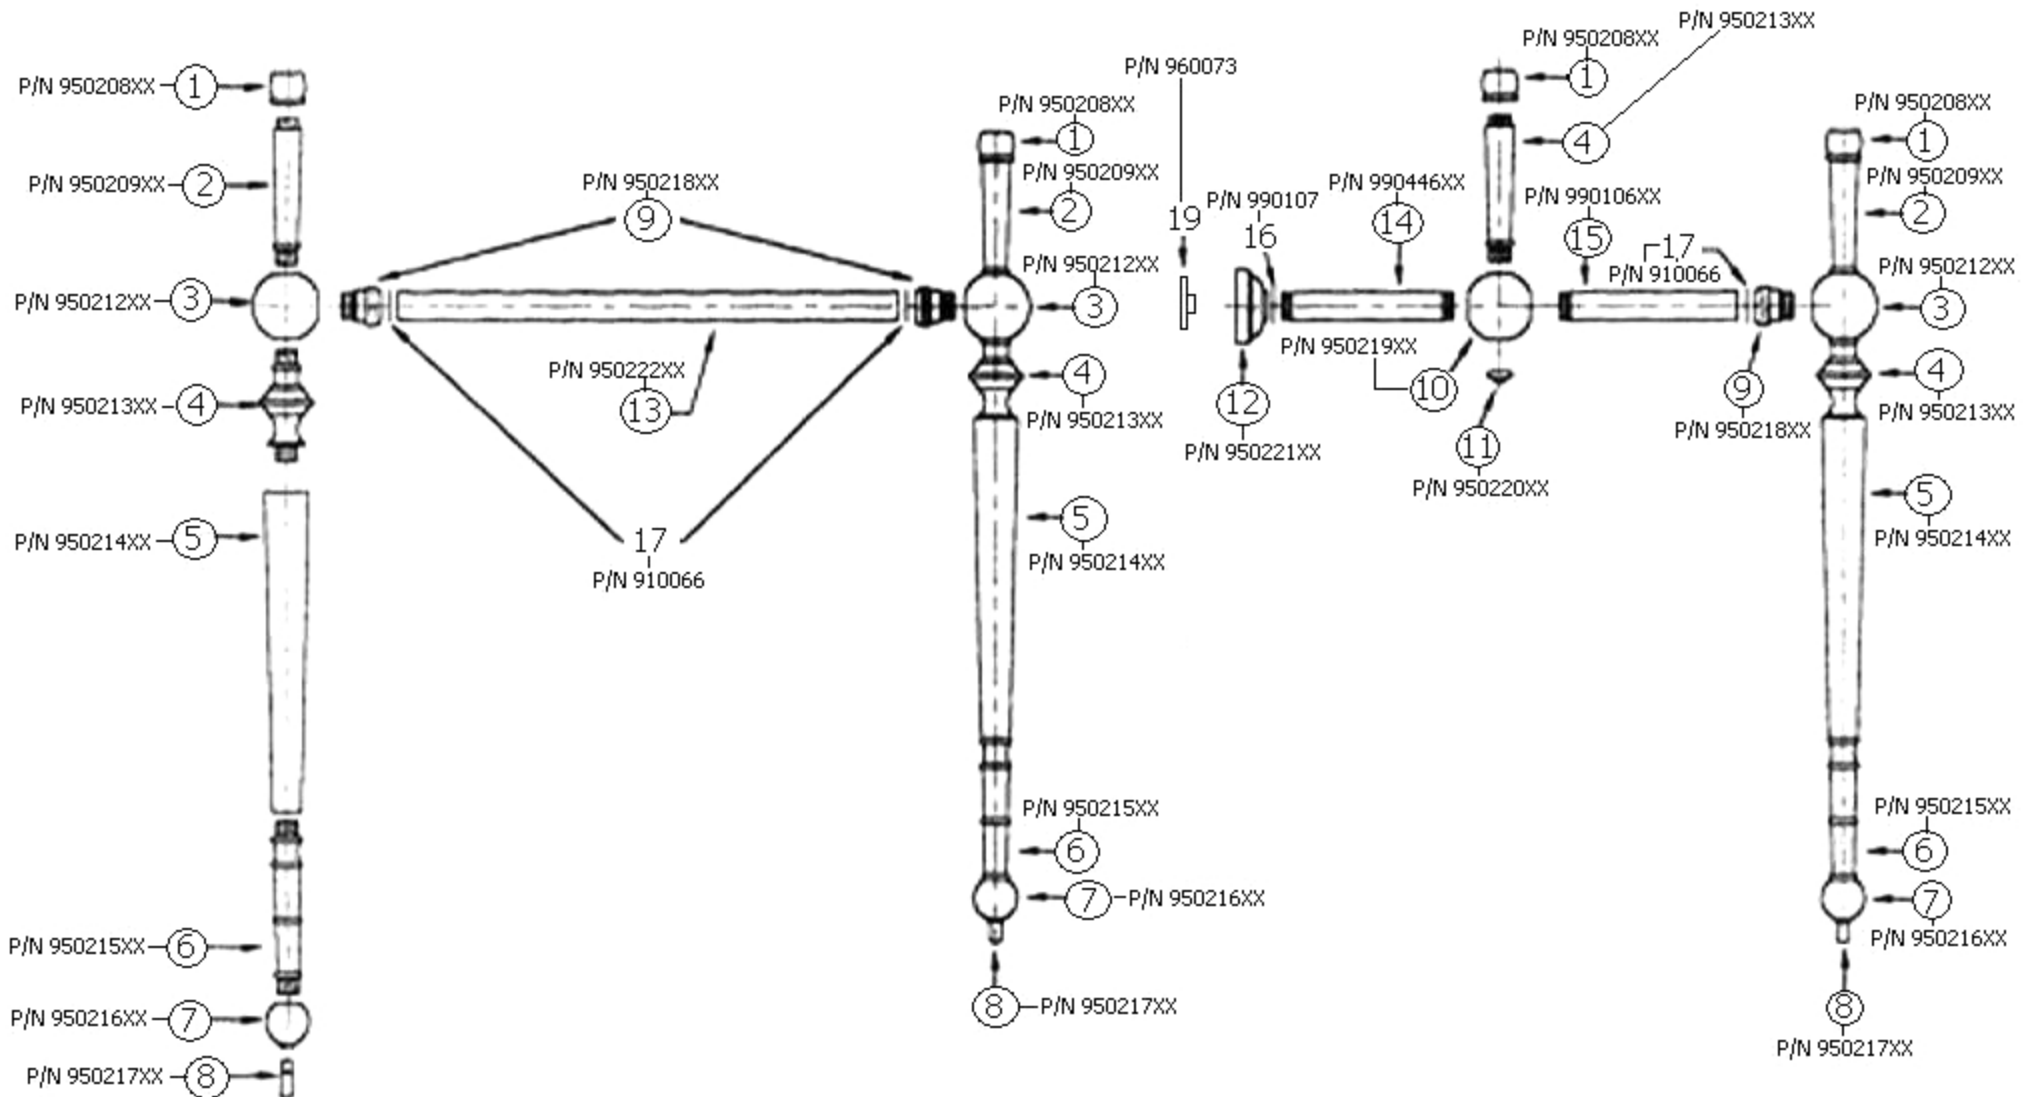 P/N 950208XX 1
P/N 950209XX 2
P/N 950212XX 3
P/N 950213XX 4
P/N 950214XX 5
P/N 950215XX 6
P/N 950216XX 7
P/N 950217XX 8
P/N 950218XX
9
P/N 950222XX
13
17
P/N 910066
P/N 950208XX
1
P/N 950209XX
2
P/N 950212XX
3
4
P/N 950213XX
5
P/N 950214XX
P/N 950215XX
6
7 P/N 950216XX
8 P/N 950217XX
P/N 960073
19
P/N 990107
16
12
P/N 950221XX
P/N 990446XX
14
P/N 950219XX
10
11
P/N 950220XX
P/N 950208XX
1
P/N 950213XX
4
P/N 990106XX
15
17
P/N 910066
9
P/N 950218XX
P/N 950208XX
1
P/N 950209XX
2
P/N 950212XX
3
4
P/N 950213XX
5
P/N 950214XX
P/N 950215XX
6
7
P/N 950216XX
8
P/N 950217XX